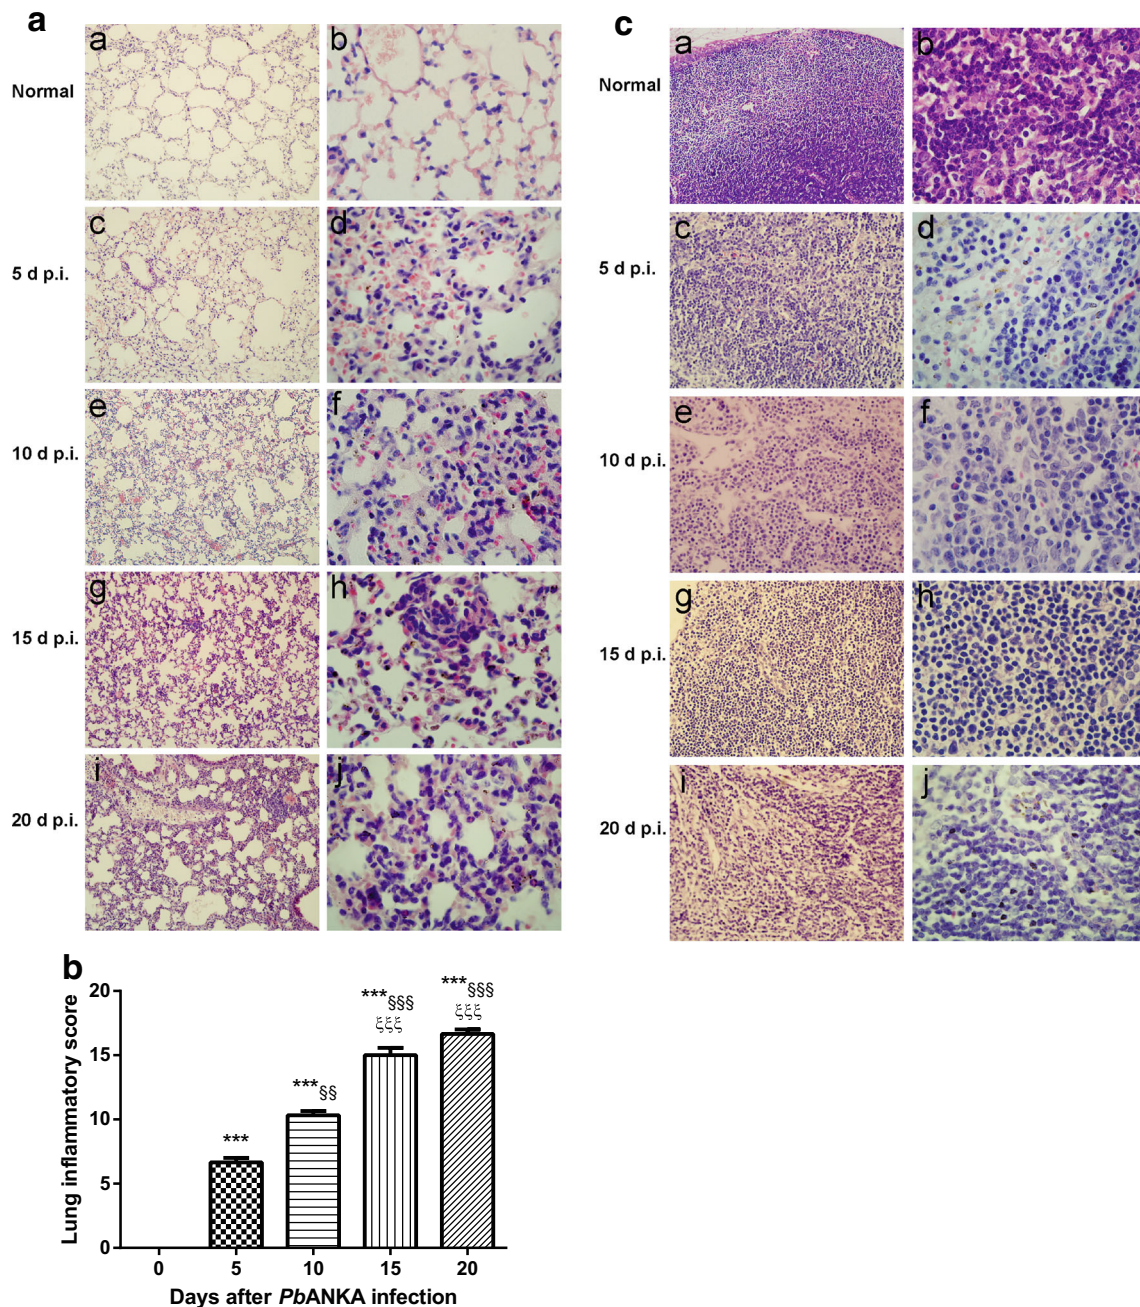 a
a
b
Normal
c
d
5 d p.i.
e
f
10 d p.i.
g
h
15 d p.i.
i
j
20 d p.i.
c
a
b
Normal
c
d
5 d p.i.
e
f
10 d p.i.
g
h
15 d p.i.
i
j
20 d p.i.
b
Lung inflammatory score
20
15
10
5
0
***
***§§
***§§§
ξξξ
***§§§
ξξξ
0 5 10 15 20
Days after PbANKA infection